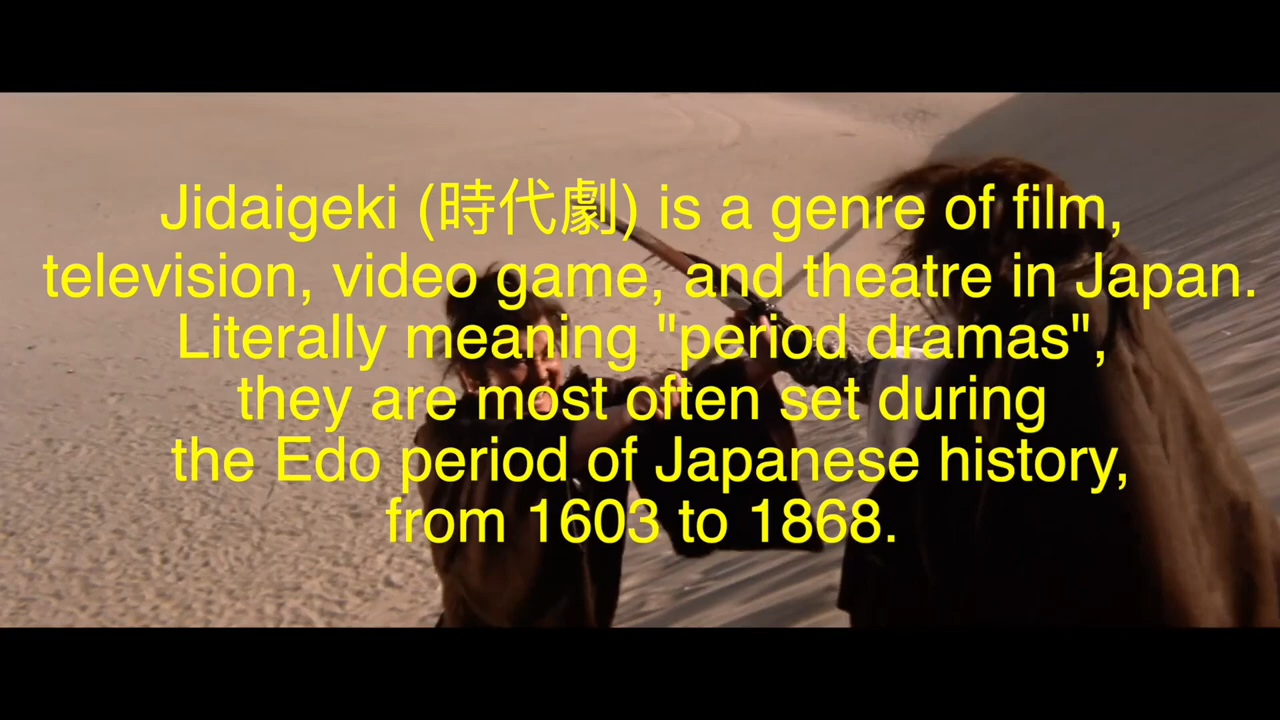 Jidaigeki (時代劇) is a genre of film,
television, video game, and theatre in Japan.
Literally meaning "period dramas",
they are most often set during
the Edo period of Japanese history,
from 1603 to 1868.